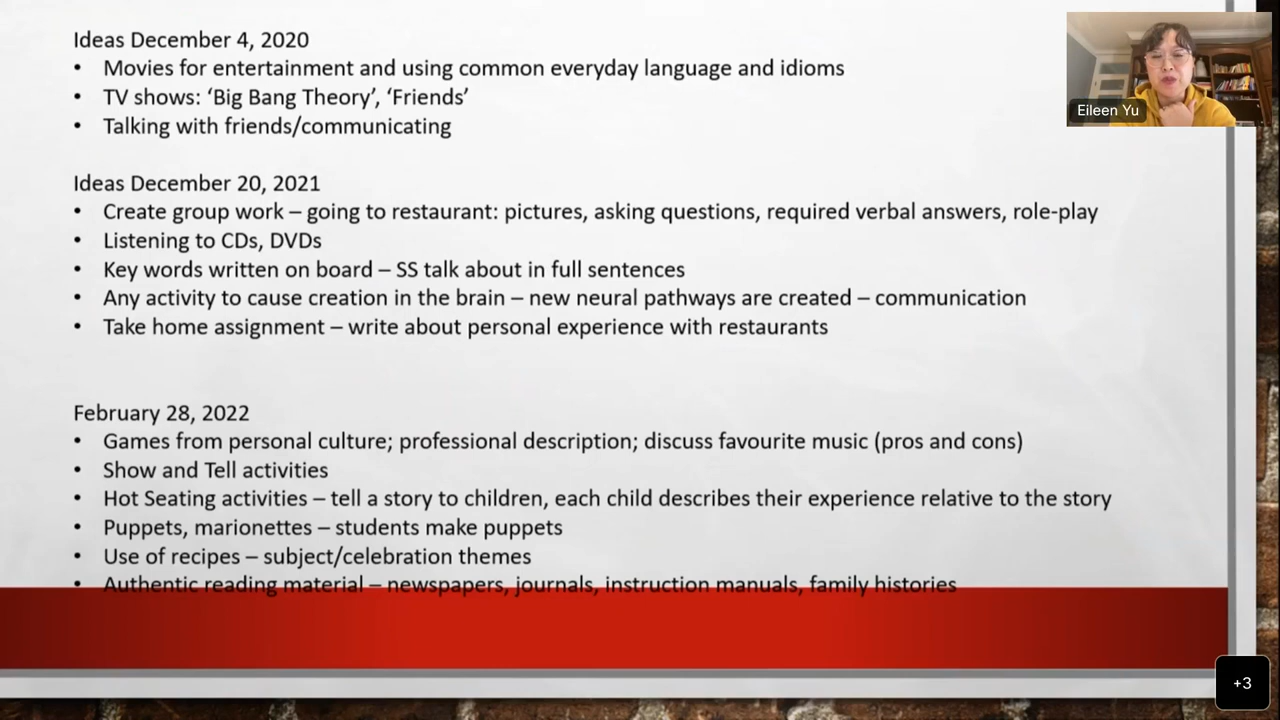 Ideas December 4, 2020
• Movies for entertainment and using common everyday language and idioms
• TV shows: ‘Big Bang Theory’, ‘Friends’
• Talking with friends/communicating
Ideas December 20, 2021
• Create group work – going to restaurant: pictures, asking questions, required verbal answers, role-play
• Listening to CDs, DVDs
• Key words written on board – SS talk about in full sentences
• Any activity to cause creation in the brain – new neural pathways are created – communication
• Take home assignment – write about personal experience with restaurants
February 28, 2022
• Games from personal culture; professional description; discuss favourite music (pros and cons)
• Show and Tell activities
• Hot Seating activities – tell a story to children, each child describes their experience relative to the story
• Puppets, marionettes – students make puppets
• Use of recipes – subject/celebration themes
• Authentic reading material – newspapers, journals, instruction manuals, family histories
Eileen Yu
+3